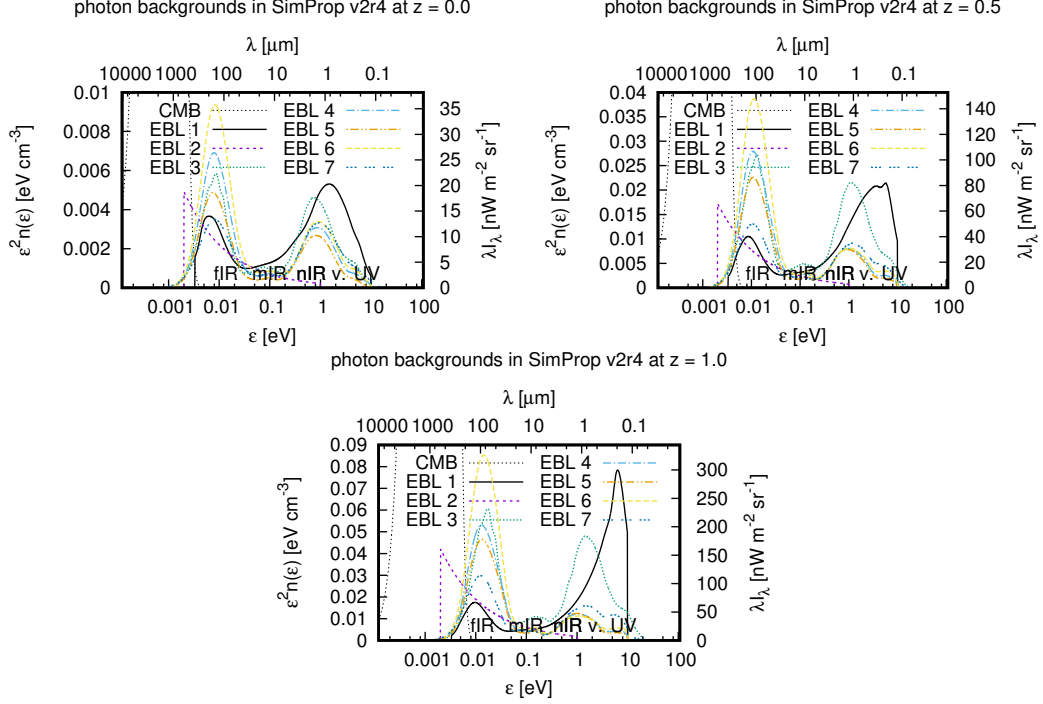 photon backgrounds in SimProp v2r4 at z = 0.0
λ [μm]
10000 1000 100 10 1 0.1
ε²n(ε) [eV cm⁻³]
0.01
0.008
0.006
0.004
0.002
0
CMB
EBL 1
EBL 2
EBL 3
EBL 4
EBL 5
EBL 6
EBL 7
35
30
25
20
15
10
5
0
λI_λ [nW m⁻² sr⁻¹]
fIR mIR nIR v. UV
0.001 0.01 0.1 1 10 100
ε [eV]
photon backgrounds in SimProp v2r4 at z = 0.5
λ [μm]
10000 1000 100 10 1 0.1
ε²n(ε) [eV cm⁻³]
0.04
0.035
0.03
0.025
0.02
0.015
0.01
0.005
0
CMB
EBL 1
EBL 2
EBL 3
EBL 4
EBL 5
EBL 6
EBL 7
140
120
100
80
60
40
20
0
λI_λ [nW m⁻² sr⁻¹]
fIR mIR nIR v. UV
0.001 0.01 0.1 1 10 100
ε [eV]
photon backgrounds in SimProp v2r4 at z = 1.0
λ [μm]
10000 1000 100 10 1 0.1
ε²n(ε) [eV cm⁻³]
0.09
0.08
0.07
0.06
0.05
0.04
0.03
0.02
0.01
0
CMB
EBL 1
EBL 2
EBL 3
EBL 4
EBL 5
EBL 6
EBL 7
300
250
200
150
100
50
0
λI_λ [nW m⁻² sr⁻¹]
fIR mIR nIR v. UV
0.001 0.01 0.1 1 10 100
ε [eV]